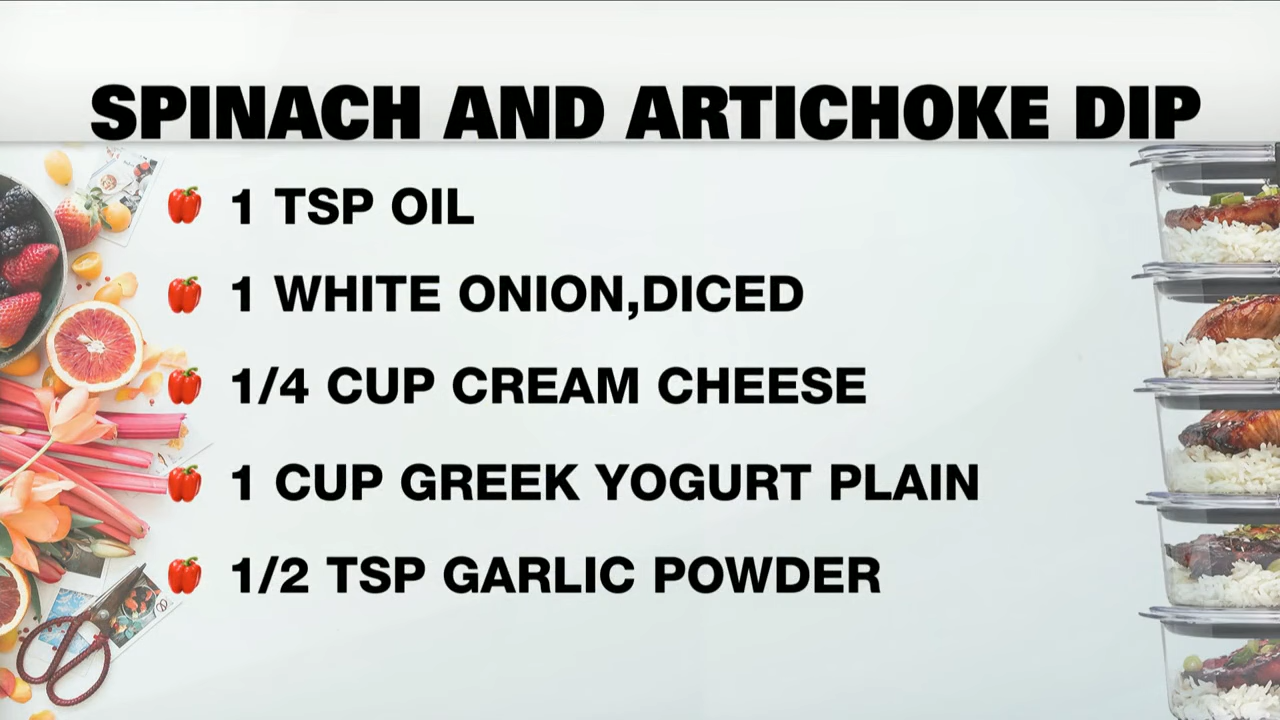 SPINACH AND ARTICHOKE DIP
1 TSP OIL
1 WHITE ONION,DICED
1/4 CUP CREAM CHEESE
1 CUP GREEK YOGURT PLAIN
1/2 TSP GARLIC POWDER